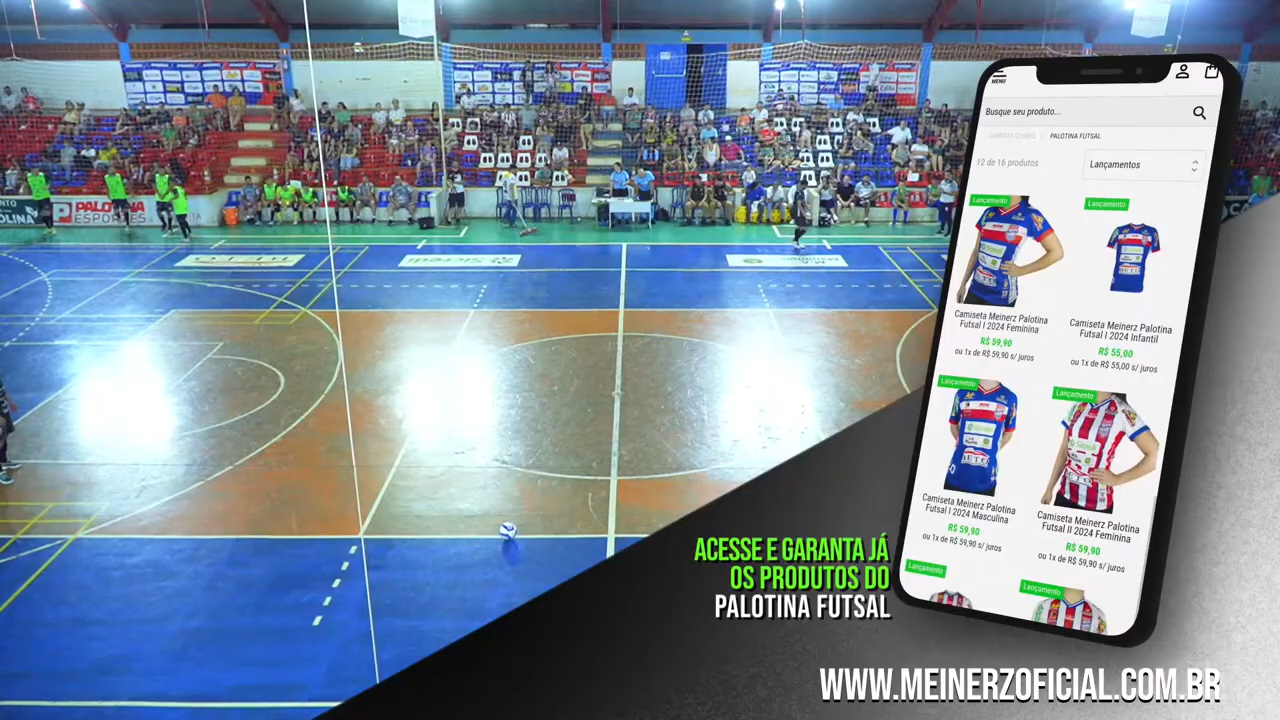 NTO
OLINA
PALOTINA
ESPORTES
Sicredi
MENU
Busque seu produto...
PALOTINA FUTSAL
12 de 16 produtos
Lançamentos
Lançamento
Lançamento
Camiseta Meinerz Palotina
Futsal I 2024 Feminina
R$ 59,90
ou 1x de R$ 59,90 s/ juros
Camiseta Meinerz Palotina
Futsal I 2024 Infantil
R$ 55,00
ou 1x de R$ 55,00 s/ juros
Lançamento
Lançamento
Camiseta Meinerz Palotina
Futsal I 2024 Masculina
R$ 59,90
ou 1x de R$ 59,90 s/ juros
Camiseta Meinerz Palotina
Futsal II 2024 Feminina
R$ 59,90
ou 1x de R$ 59,90 s/ juros
Lançamento
Lançamento
ACESSE E GARANTA JÁ
OS PRODUTOS DO
PALOTINA FUTSAL
WWW.MEINERZOFICIAL.COM.BR